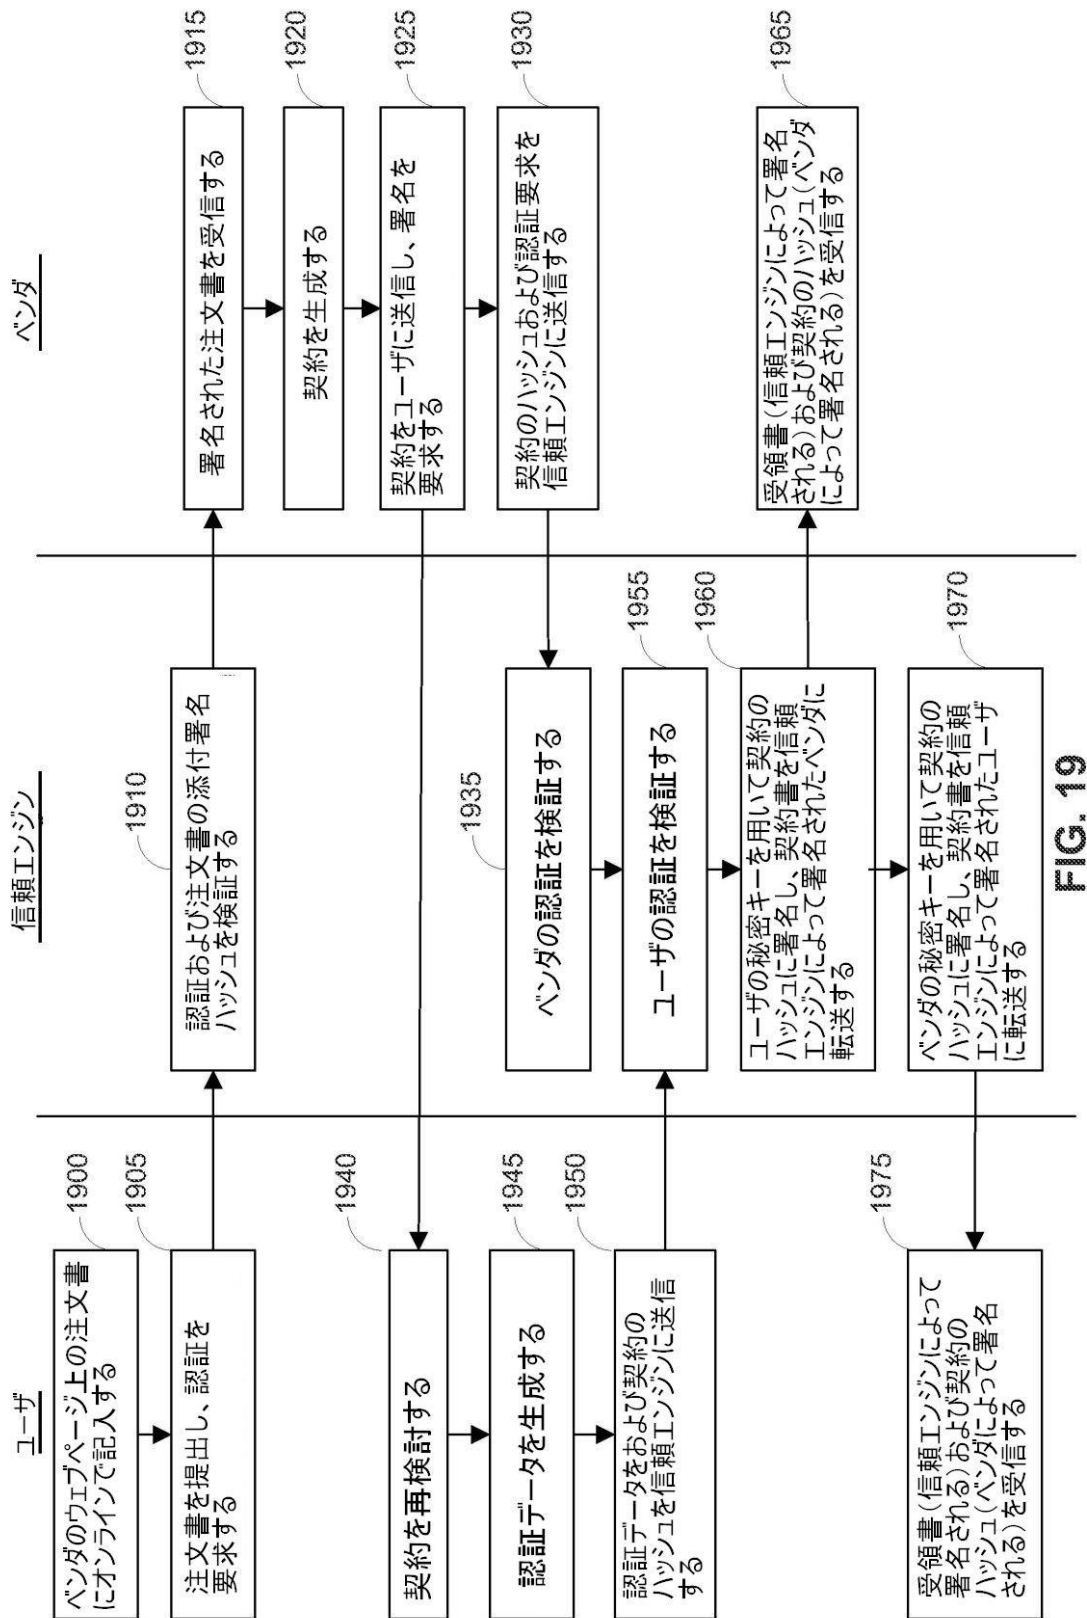 ユーザ
信頼エンジン
ベンダ
ベンダのウェブページ上の注文書
にオンラインで記入する
1900
注文書を提出し、認証を
要求する
1905
認証および注文書の添付署名
ハッシュを検証する
1910
署名された注文書を受信する
1915
契約を生成する
1920
契約をユーザに送信し、署名を
要求する
1925
契約のハッシュおよび認証要求を
信頼エンジンに送信する
1930
ベンダの認証を検証する
1935
契約を再検討する
1940
認証データを生成する
1945
認証データをおよび契約の
ハッシュを信頼エンジンに送信
する
1950
ユーザの認証を検証する
1955
ユーザの秘密キーを用いて契約の
ハッシュに署名し、契約書を信頼
エンジンによって署名されたベンダに
転送する
1960
受領書(信頼エンジンによって署名
される)および契約のハッシュ(ベンダ
によって署名される)を受信する
1965
ベンダの秘密キーを用いて契約の
ハッシュに署名し、契約書を信頼
エンジンによって署名されたユーザ
に転送する
1970
受領書(信頼エンジンによって
署名される)および契約の
ハッシュ(ベンダによって署名
される)を受信する
1975
FIG. 19